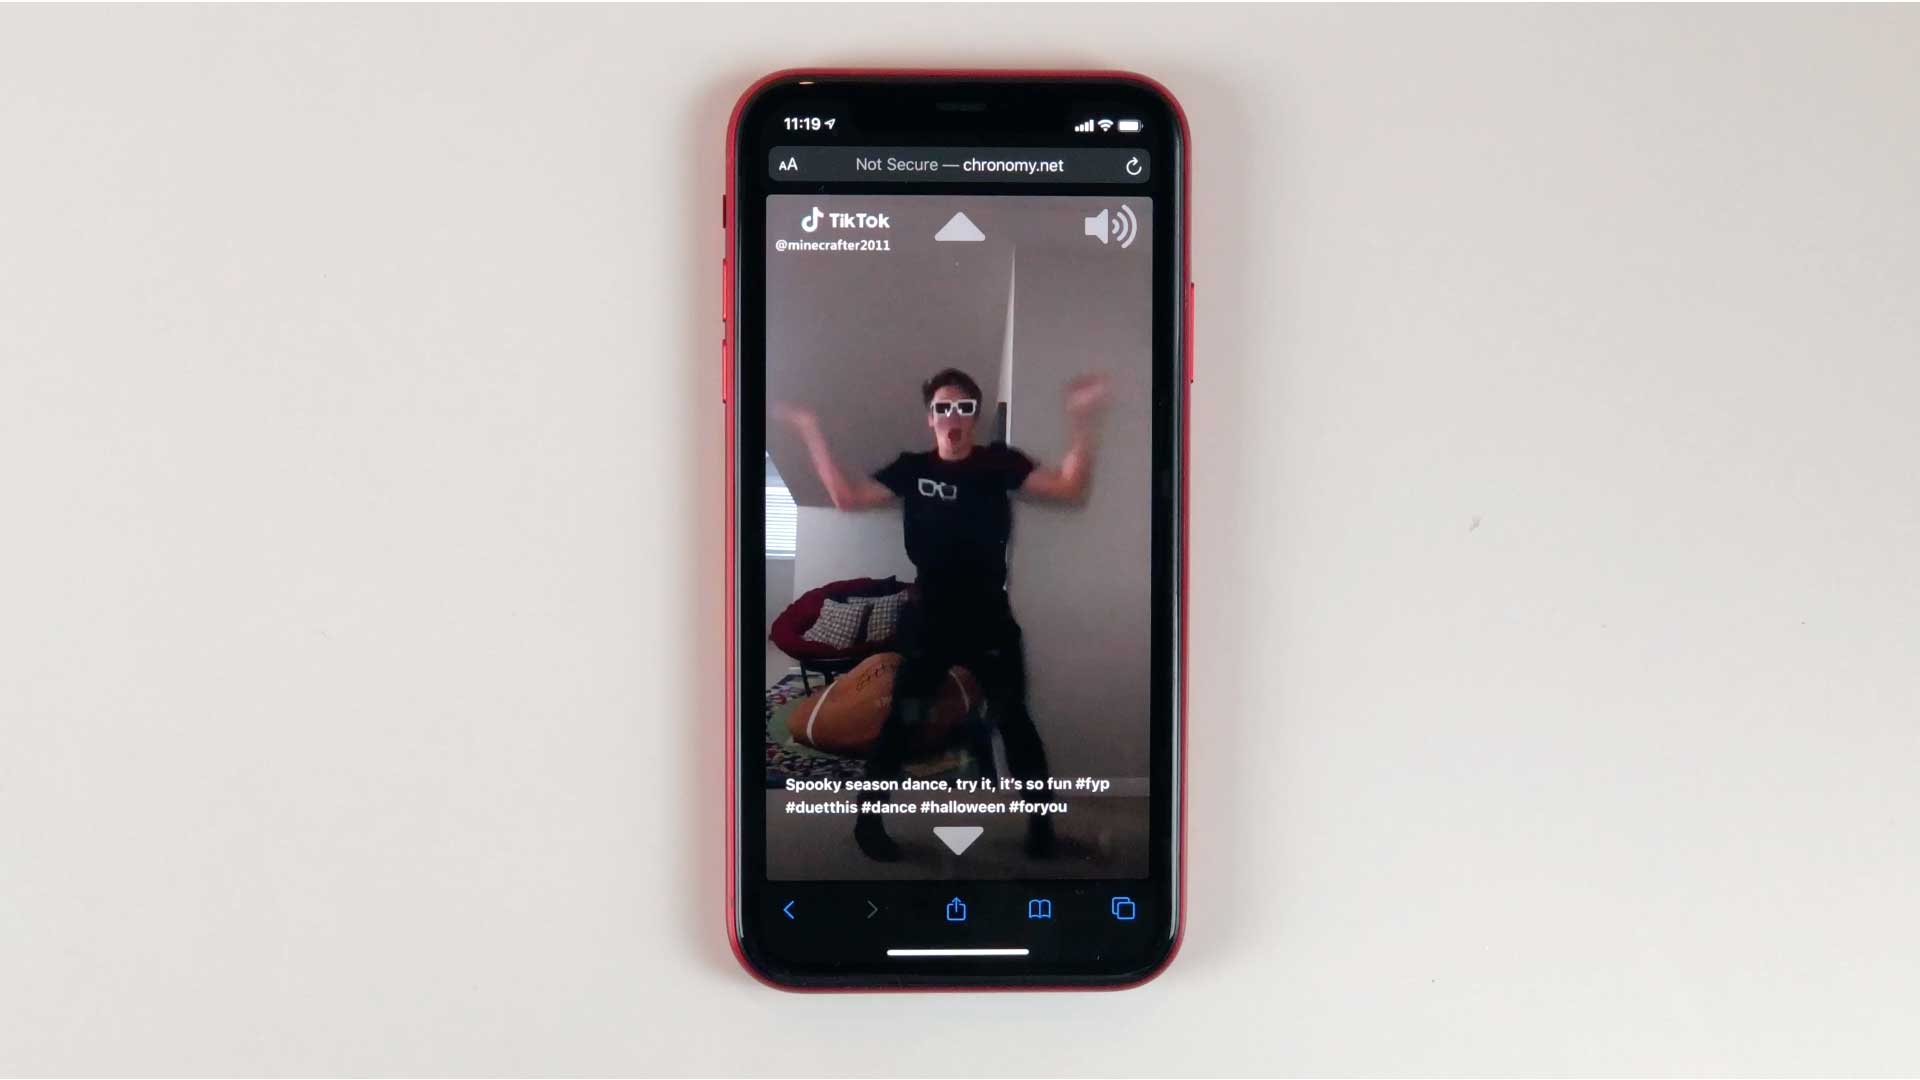 11:19
AA
Not Secure — chronomy.net
TikTok
@minecrafter2011
Spooky season dance, try it, it's so fun #fyp
#duetthis #dance #halloween #foryou